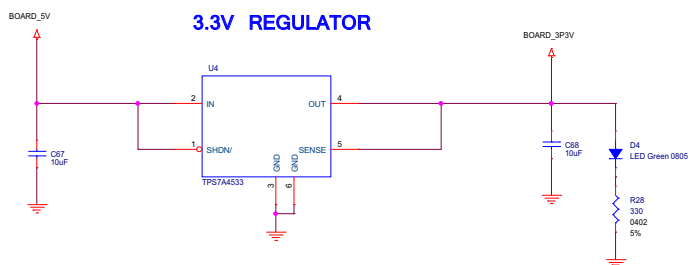 3.3V REGULATOR
BOARD_5V
BOARD_3P3V
U4
2 IN
OUT 4
1 SHDN/
SENSE 5
GND
GND
3
6
TPS7A4533
C67
10uF
C68
10uF
D4
LED Green 0805
R28
330
0402
5%